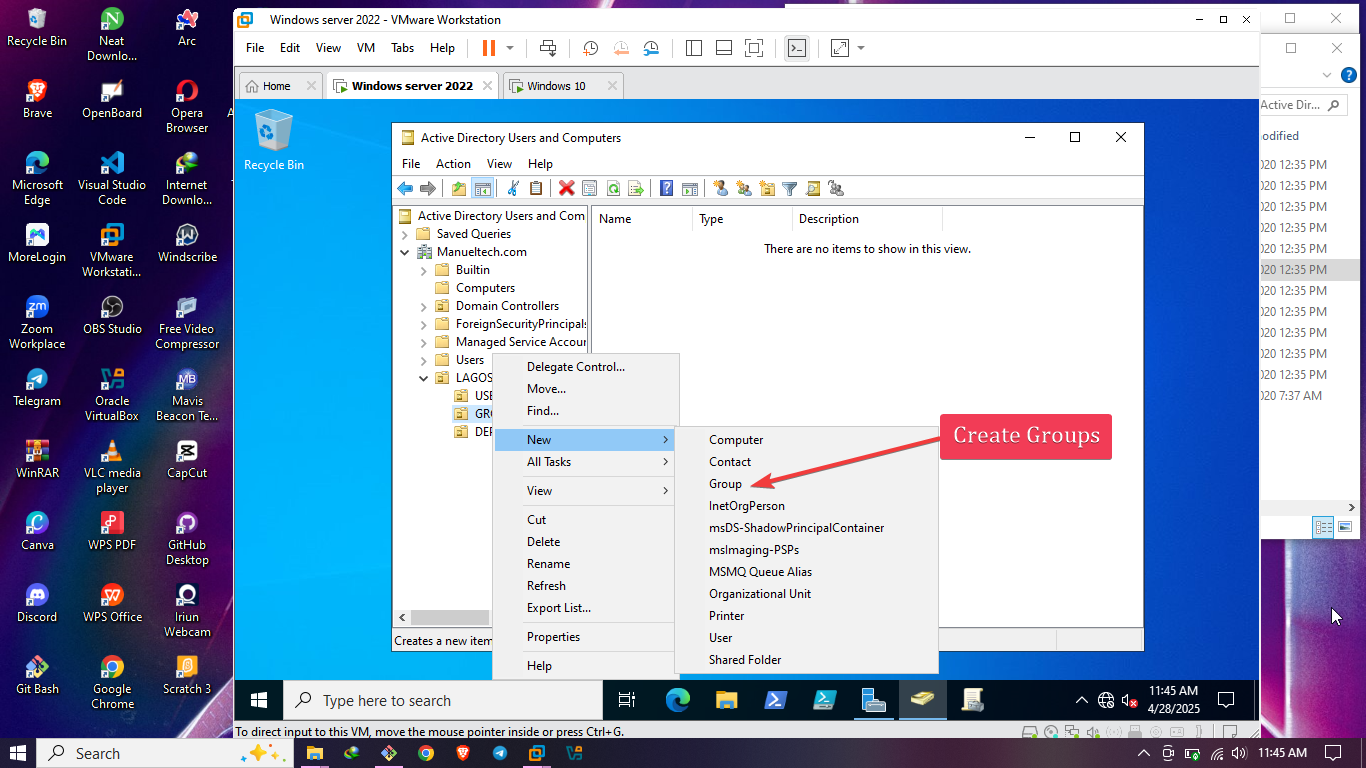 Recycle Bin
Neat
Downlo...
Arc
Brave
OpenBoard
Opera
Browser
A
Microsoft
Edge
Visual Studio
Code
Internet
Downlo...
MoreLogin
VMware
Workstati...
Windscribe
Zoom
Workplace
OBS Studio
Free Video
Compressor
Telegram
Oracle
VirtualBox
Mavis
Beacon Te...
WinRAR
VLC media
player
CapCut
Canva
WPS PDF
GitHub
Desktop
Discord
WPS Office
Iriun
Webcam
Git Bash
Google
Chrome
Scratch 3
Windows server 2022 - VMware Workstation
File Edit View VM Tabs Help
Home
Windows server 2022
Windows 10
Recycle Bin
Active Directory Users and Computers
File Action View Help
Active Directory Users and Com
Saved Queries
Manueltech.com
Builtin
Computers
Domain Controllers
ForeignSecurityPrincipals
Managed Service Accour
Users
LAGOS
USE
GRO
DEP
Name Type Description
There are no items to show in this view.
Delegate Control...
Move...
Find...
New
All Tasks
View
Cut
Delete
Rename
Refresh
Export List...
Properties
Help
Computer
Contact
Group
InetOrgPerson
msDS-ShadowPrincipalContainer
msImaging-PSPs
MSMQ Queue Alias
Organizational Unit
Printer
User
Shared Folder
Create Groups
Creates a new item
Active Dir...
odified
020 12:35 PM
020 12:35 PM
020 12:35 PM
020 12:35 PM
020 12:35 PM
020 12:35 PM
020 12:35 PM
020 12:35 PM
020 12:35 PM
020 12:35 PM
020 12:35 PM
020 7:37 AM
Type here to search
11:45 AM
4/28/2025
To direct input to this VM, move the mouse pointer inside or press Ctrl+G.
Search
11:45 AM